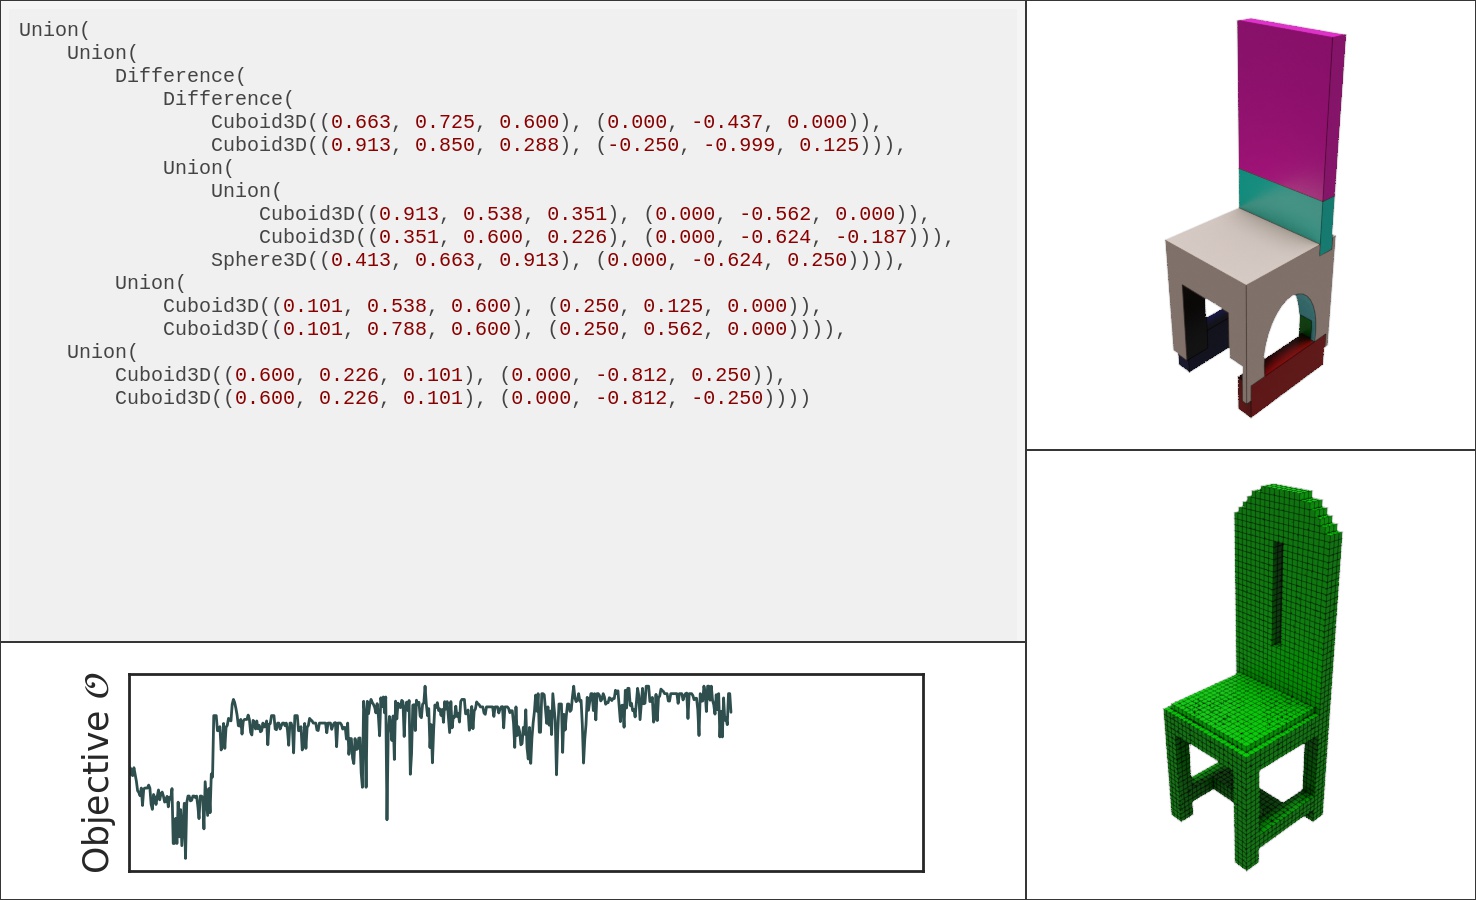 Union(
    Union(
        Difference(
            Difference(
                Cuboid3D((0.663, 0.725, 0.600), (0.000, -0.437, 0.000)),
                Cuboid3D((0.913, 0.850, 0.288), (-0.250, -0.999, 0.125))),
            Union(
                Union(
                    Cuboid3D((0.913, 0.538, 0.351), (0.000, -0.562, 0.000)),
                    Cuboid3D((0.351, 0.600, 0.226), (0.000, -0.624, -0.187))),
                Sphere3D((0.413, 0.663, 0.913), (0.000, -0.624, 0.250)))),
        Union(
            Cuboid3D((0.101, 0.538, 0.600), (0.250, 0.125, 0.000)),
            Cuboid3D((0.101, 0.788, 0.600), (0.250, 0.562, 0.000)))),
    Union(
        Cuboid3D((0.600, 0.226, 0.101), (0.000, -0.812, 0.250)),
        Cuboid3D((0.600, 0.226, 0.101), (0.000, -0.812, -0.250))))
Objective 𝒪